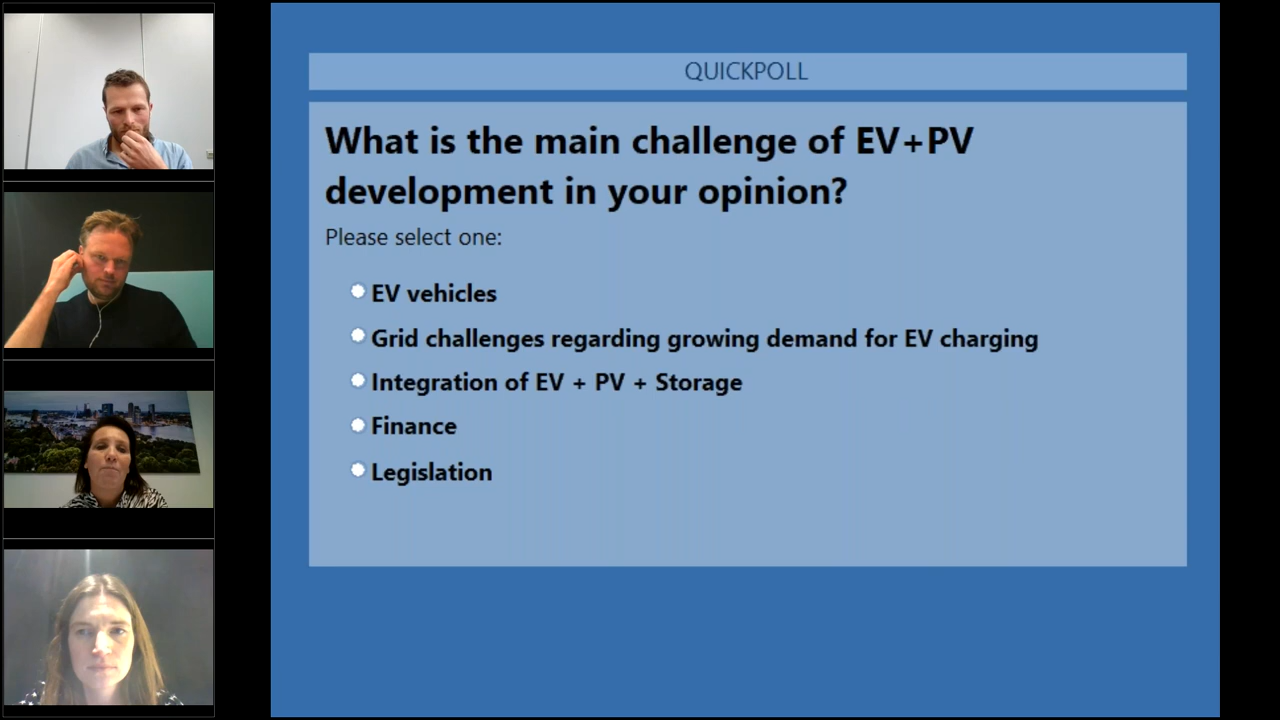 QUICKPOLL
What is the main challenge of EV+PV
development in your opinion?
Please select one:
EV vehicles
Grid challenges regarding growing demand for EV charging
Integration of EV + PV + Storage
Finance
Legislation